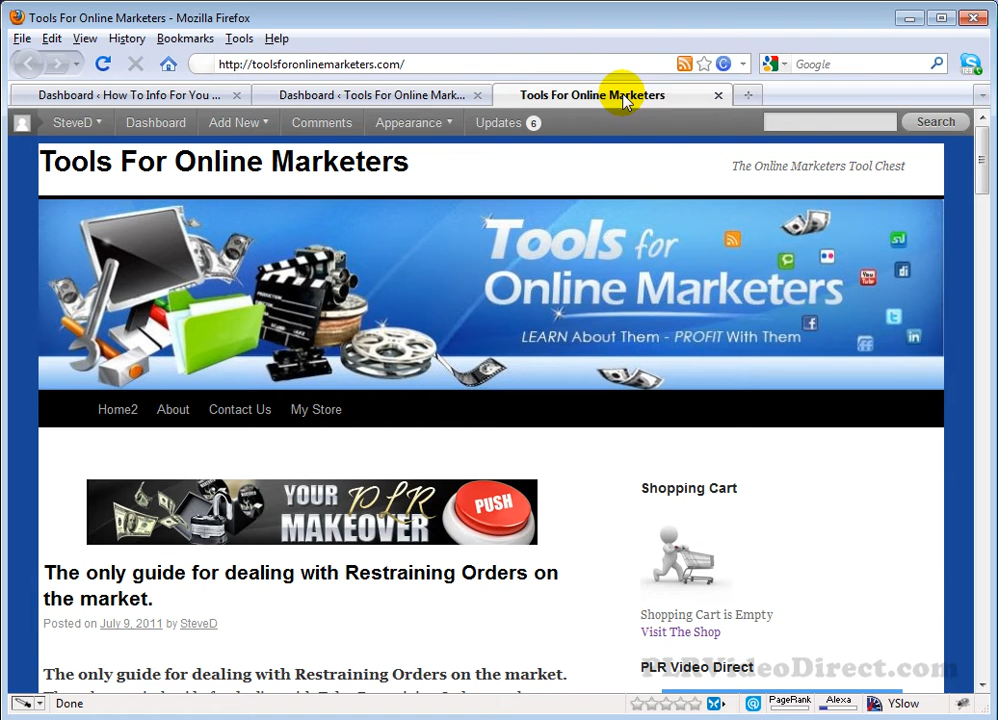 Tools For Online Marketers - Mozilla Firefox
File Edit View History Bookmarks Tools Help
http://toolsforonlinemarketers.com/
Google
Dashboard ‹ How To Info For You ...
Dashboard ‹ Tools For Online Mark...
Tools For Online Marketers
SteveD Dashboard Add New Comments Appearance Updates 6 Search
Tools For Online Marketers
The Online Marketers Tool Chest
Tools for
Online Marketers
LEARN About Them - PROFIT With Them
PRODUCTION
You Tube
di
f
in
Home2 About Contact Us My Store
YOUR PLR
MAKEOVER
PUSH
Shopping Cart
The only guide for dealing with Restraining Orders on
the market.
Posted on July 9, 2011 by SteveD
Shopping Cart is Empty
Visit The Shop
PLR Video Direct
The only guide for dealing with Restraining Orders on the market.
PLRVideoDirect.com
Done
PageRank
Alexa
YSlow